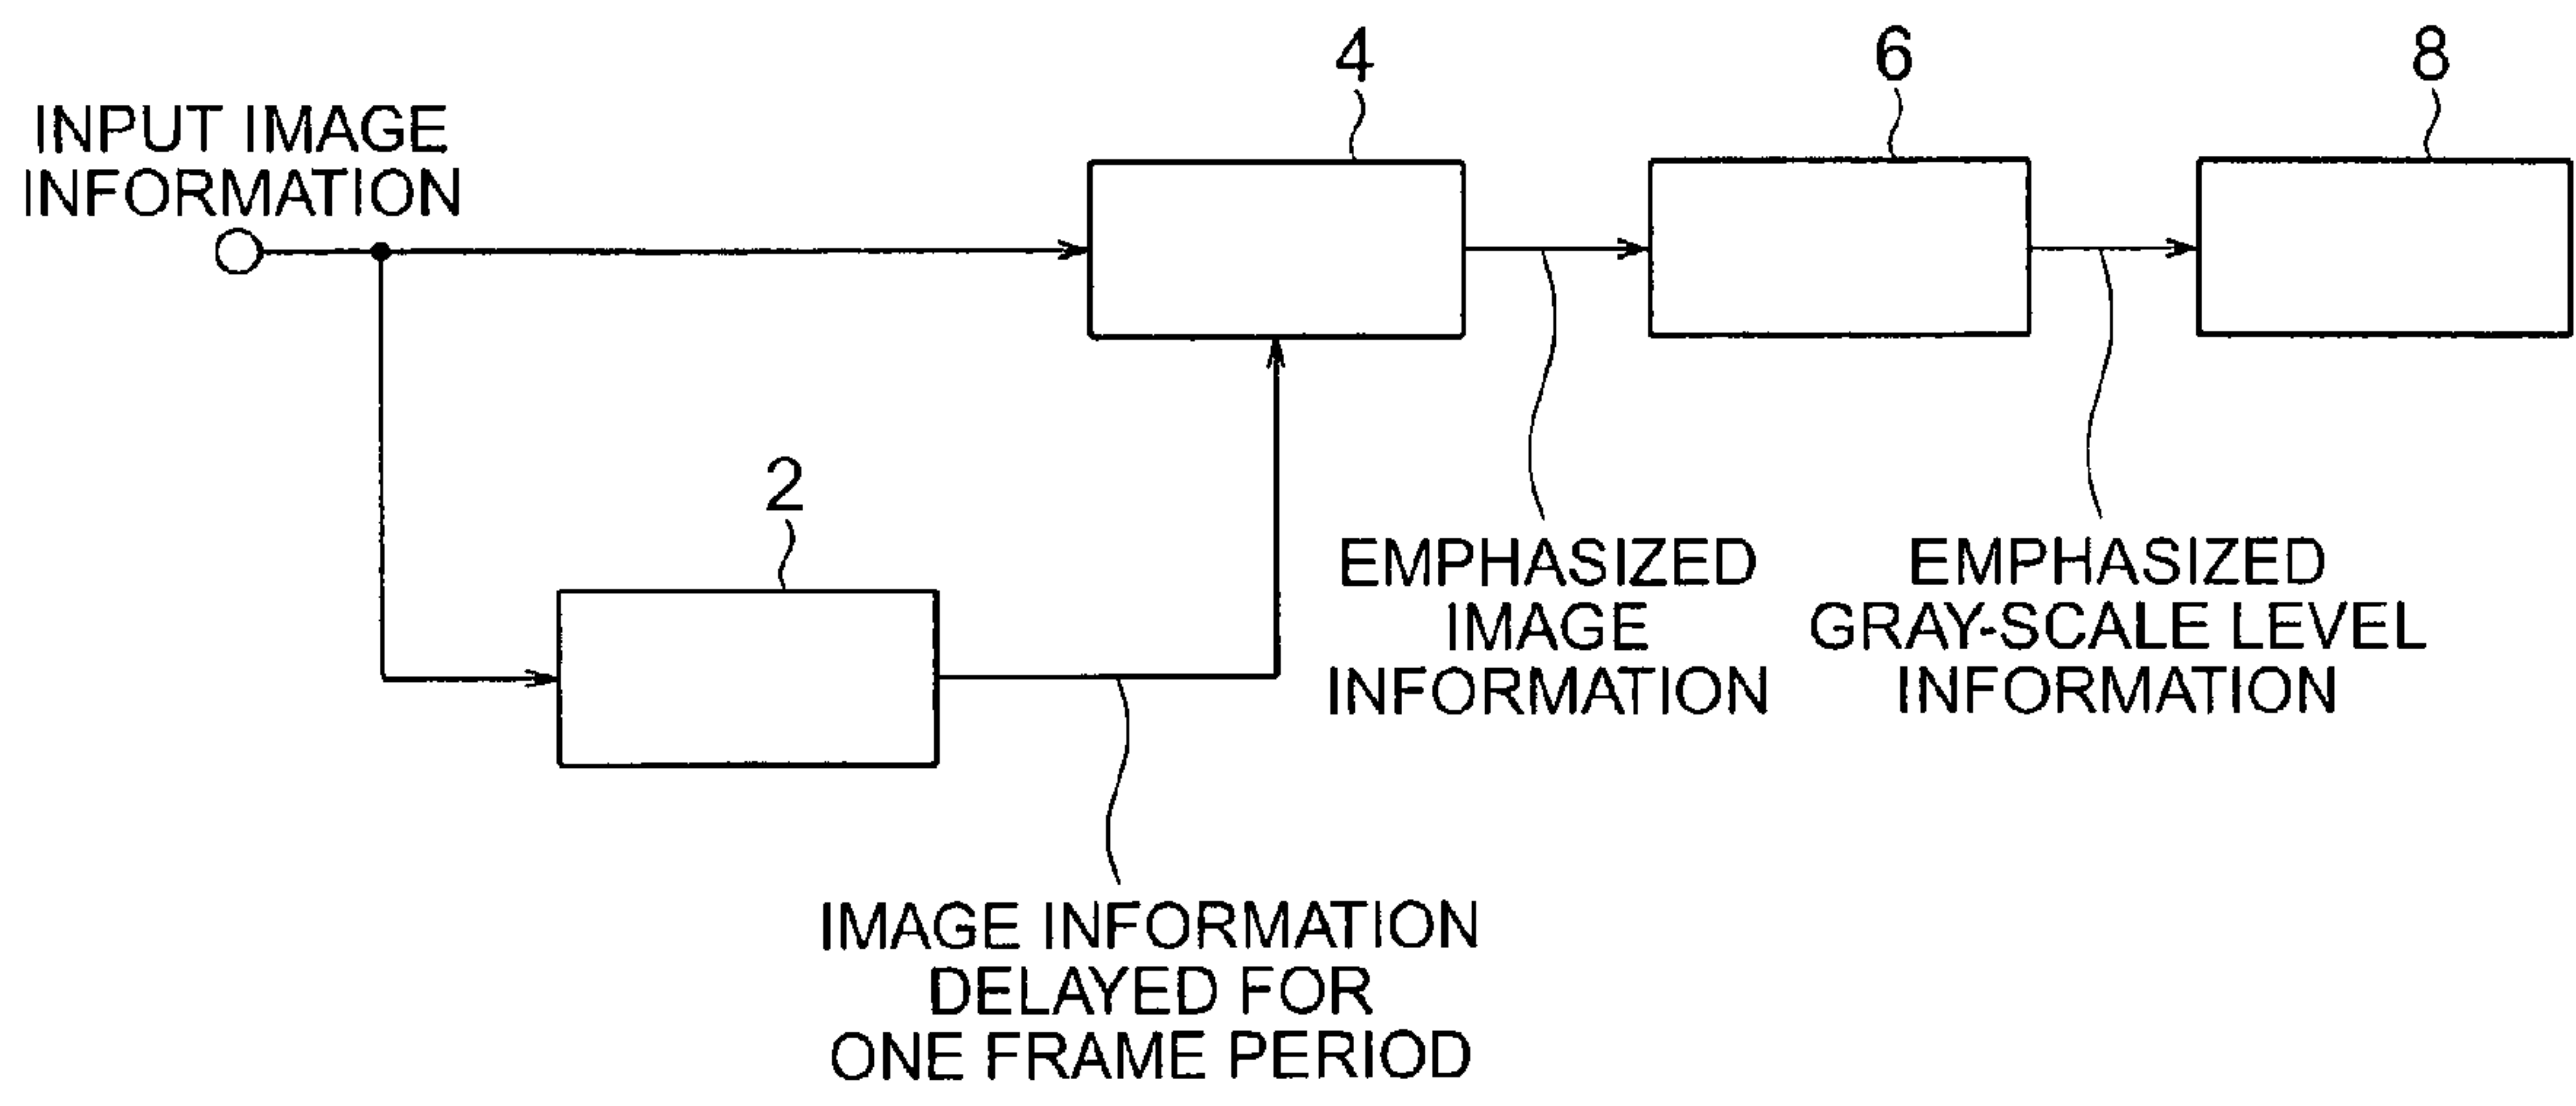 4
6
8
INPUT IMAGE
INFORMATION
2
EMPHASIZED
IMAGE
INFORMATION
EMPHASIZED
GRAY-SCALE LEVEL
INFORMATION
IMAGE INFORMATION
DELAYED FOR
ONE FRAME PERIOD